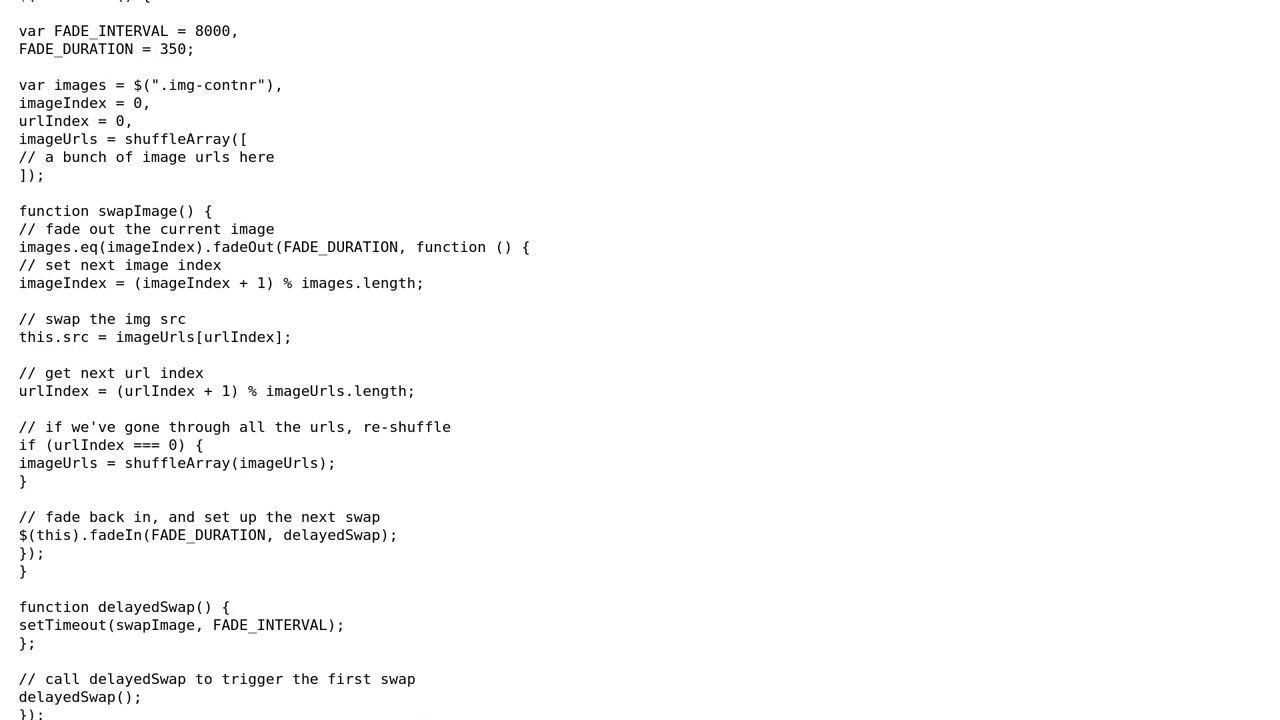 var FADE_INTERVAL = 8000,
FADE_DURATION = 350;
var images = $(".img-contnr"),
imageIndex = 0,
urlIndex = 0,
imageUrls = shuffleArray([
// a bunch of image urls here
]);
function swapImage() {
// fade out the current image
images.eq(imageIndex).fadeOut(FADE_DURATION, function () {
// set next image index
imageIndex = (imageIndex + 1) % images.length;
// swap the img src
this.src = imageUrls[urlIndex];
// get next url index
urlIndex = (urlIndex + 1) % imageUrls.length;
// if we've gone through all the urls, re-shuffle
if (urlIndex === 0) {
imageUrls = shuffleArray(imageUrls);
}
// fade back in, and set up the next swap
$(this).fadeIn(FADE_DURATION, delayedSwap);
});
}
function delayedSwap() {
setTimeout(swapImage, FADE_INTERVAL);
};
// call delayedSwap to trigger the first swap
delayedSwap();
});